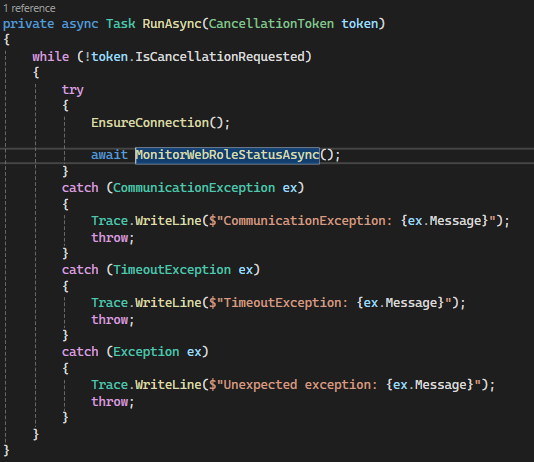 1 reference
private async Task RunAsync(CancellationToken token)
{
    while (!token.IsCancellationRequested)
    {
        try
        {
            EnsureConnection();

            await MonitorWebRoleStatusAsync();
        }
        catch (CommunicationException ex)
        {
            Trace.WriteLine($"CommunicationException: {ex.Message}");
            throw;
        }
        catch (TimeoutException ex)
        {
            Trace.WriteLine($"TimeoutException: {ex.Message}");
            throw;
        }
        catch (Exception ex)
        {
            Trace.WriteLine($"Unexpected exception: {ex.Message}");
            throw;
        }
    }
}